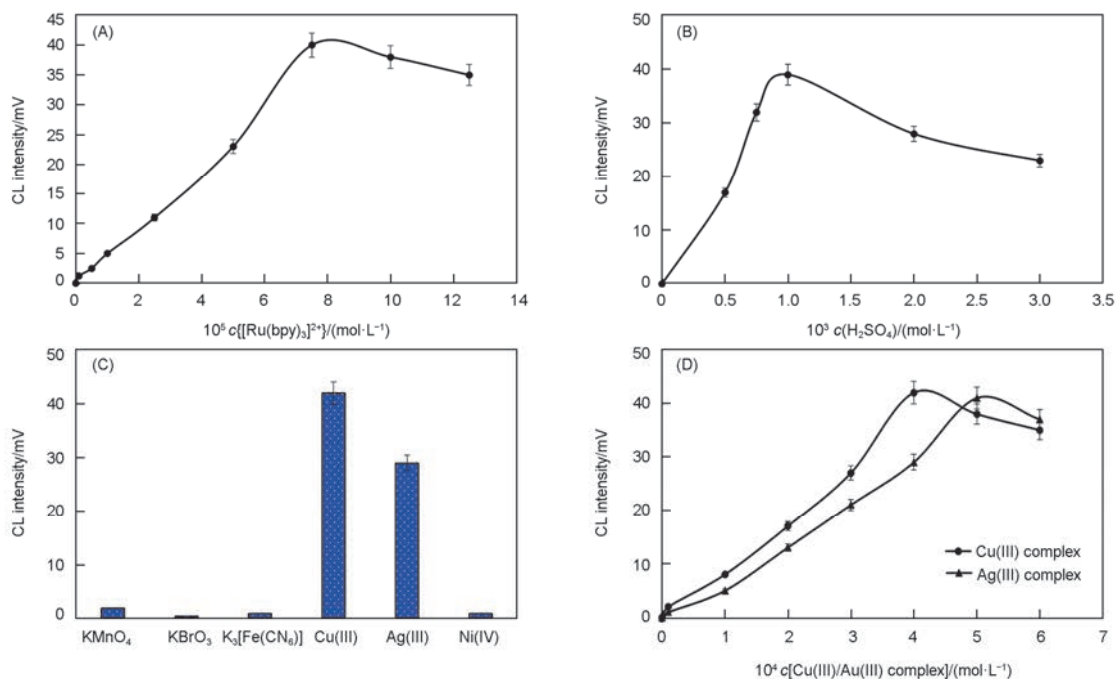 (A)
45
40
35
30
25
20
15
10
5
0
CL intensity/mV
0 2 4 6 8 10 12 14
10⁵ c{[Ru(bpy)₃]²⁺}/(mol·L⁻¹)
(B)
50
40
30
20
10
0
CL intensity/mV
0 0.5 1.0 1.5 2.0 2.5 3.0 3.5
10³ c(H₂SO₄)/(mol·L⁻¹)
(C)
50
40
30
20
10
0
CL intensity/mV
KMnO₄ KBrO₃ K₃[Fe(CN₆)] Cu(III) Ag(III) Ni(IV)
(D)
50
40
30
20
10
0
CL intensity/mV
Cu(III) complex
Ag(III) complex
0 1 2 3 4 5 6 7
10⁴ c[Cu(III)/Au(III) complex]/(mol·L⁻¹)